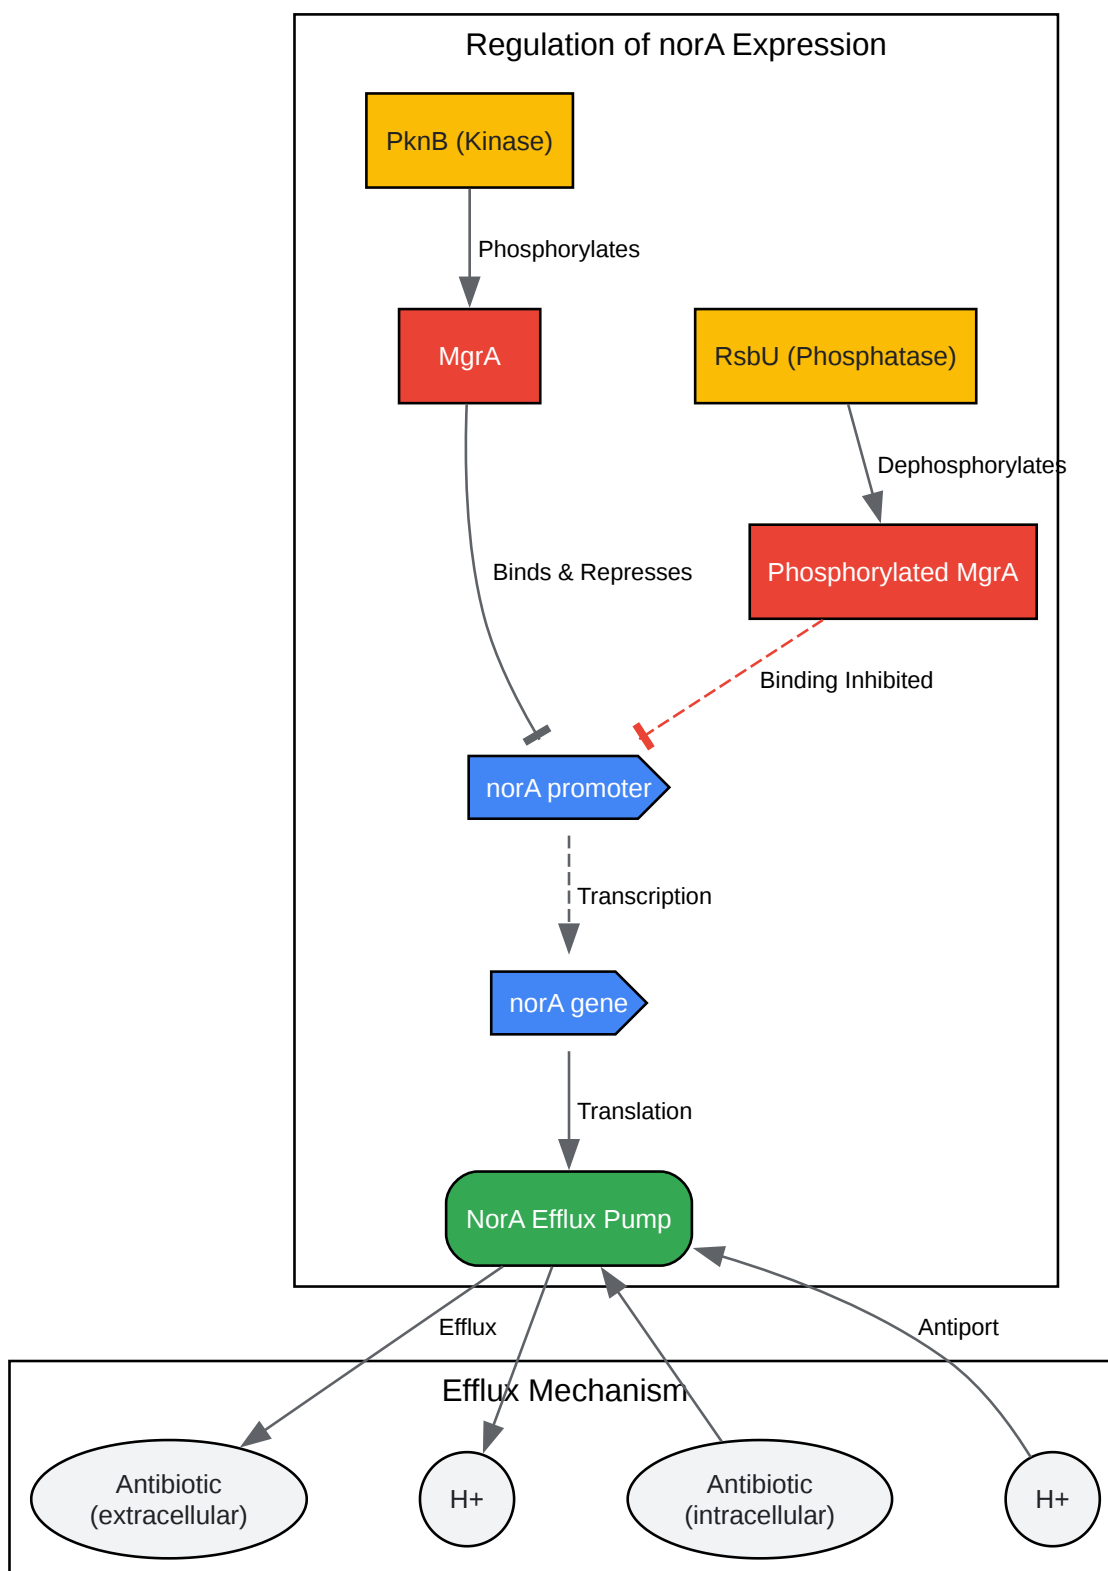 Regulation of norA Expression
PknB (Kinase)
Phosphorylates
MgrA
RsbU (Phosphatase)
Dephosphorylates
Phosphorylated MgrA
Binds & Represses
Binding Inhibited
norA promoter
Transcription
norA gene
Translation
NorA Efflux Pump
Efflux
Antiport
Efflux Mechanism
Antibiotic
(extracellular)
H+
Antibiotic
(intracellular)
H+